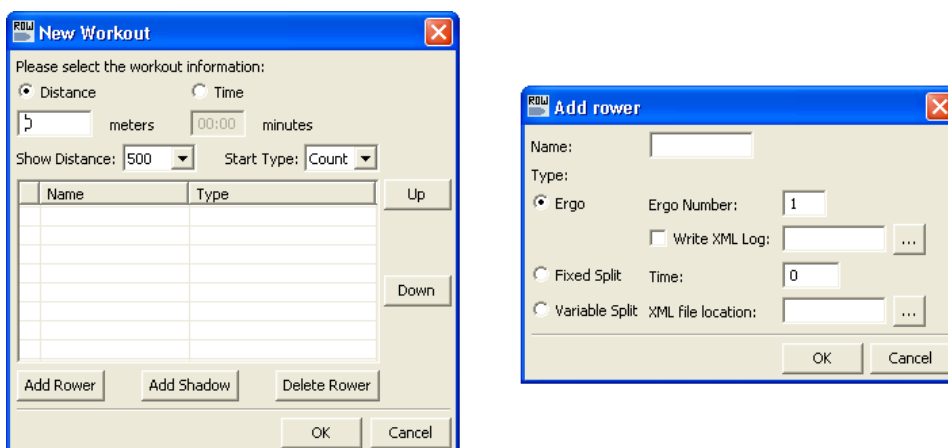 ROW New Workout
Please select the workout information:
Distance
Time
meters
00:00
minutes
Show Distance: 500
Start Type: Count
Name
Type
Up
Down
Add Rower
Add Shadow
Delete Rower
OK
Cancel
ROW Add rower
Name:
Type:
Ergo
Ergo Number: 1
Write XML Log:
...
Fixed Split
Time: 0
Variable Split
XML file location:
...
OK
Cancel